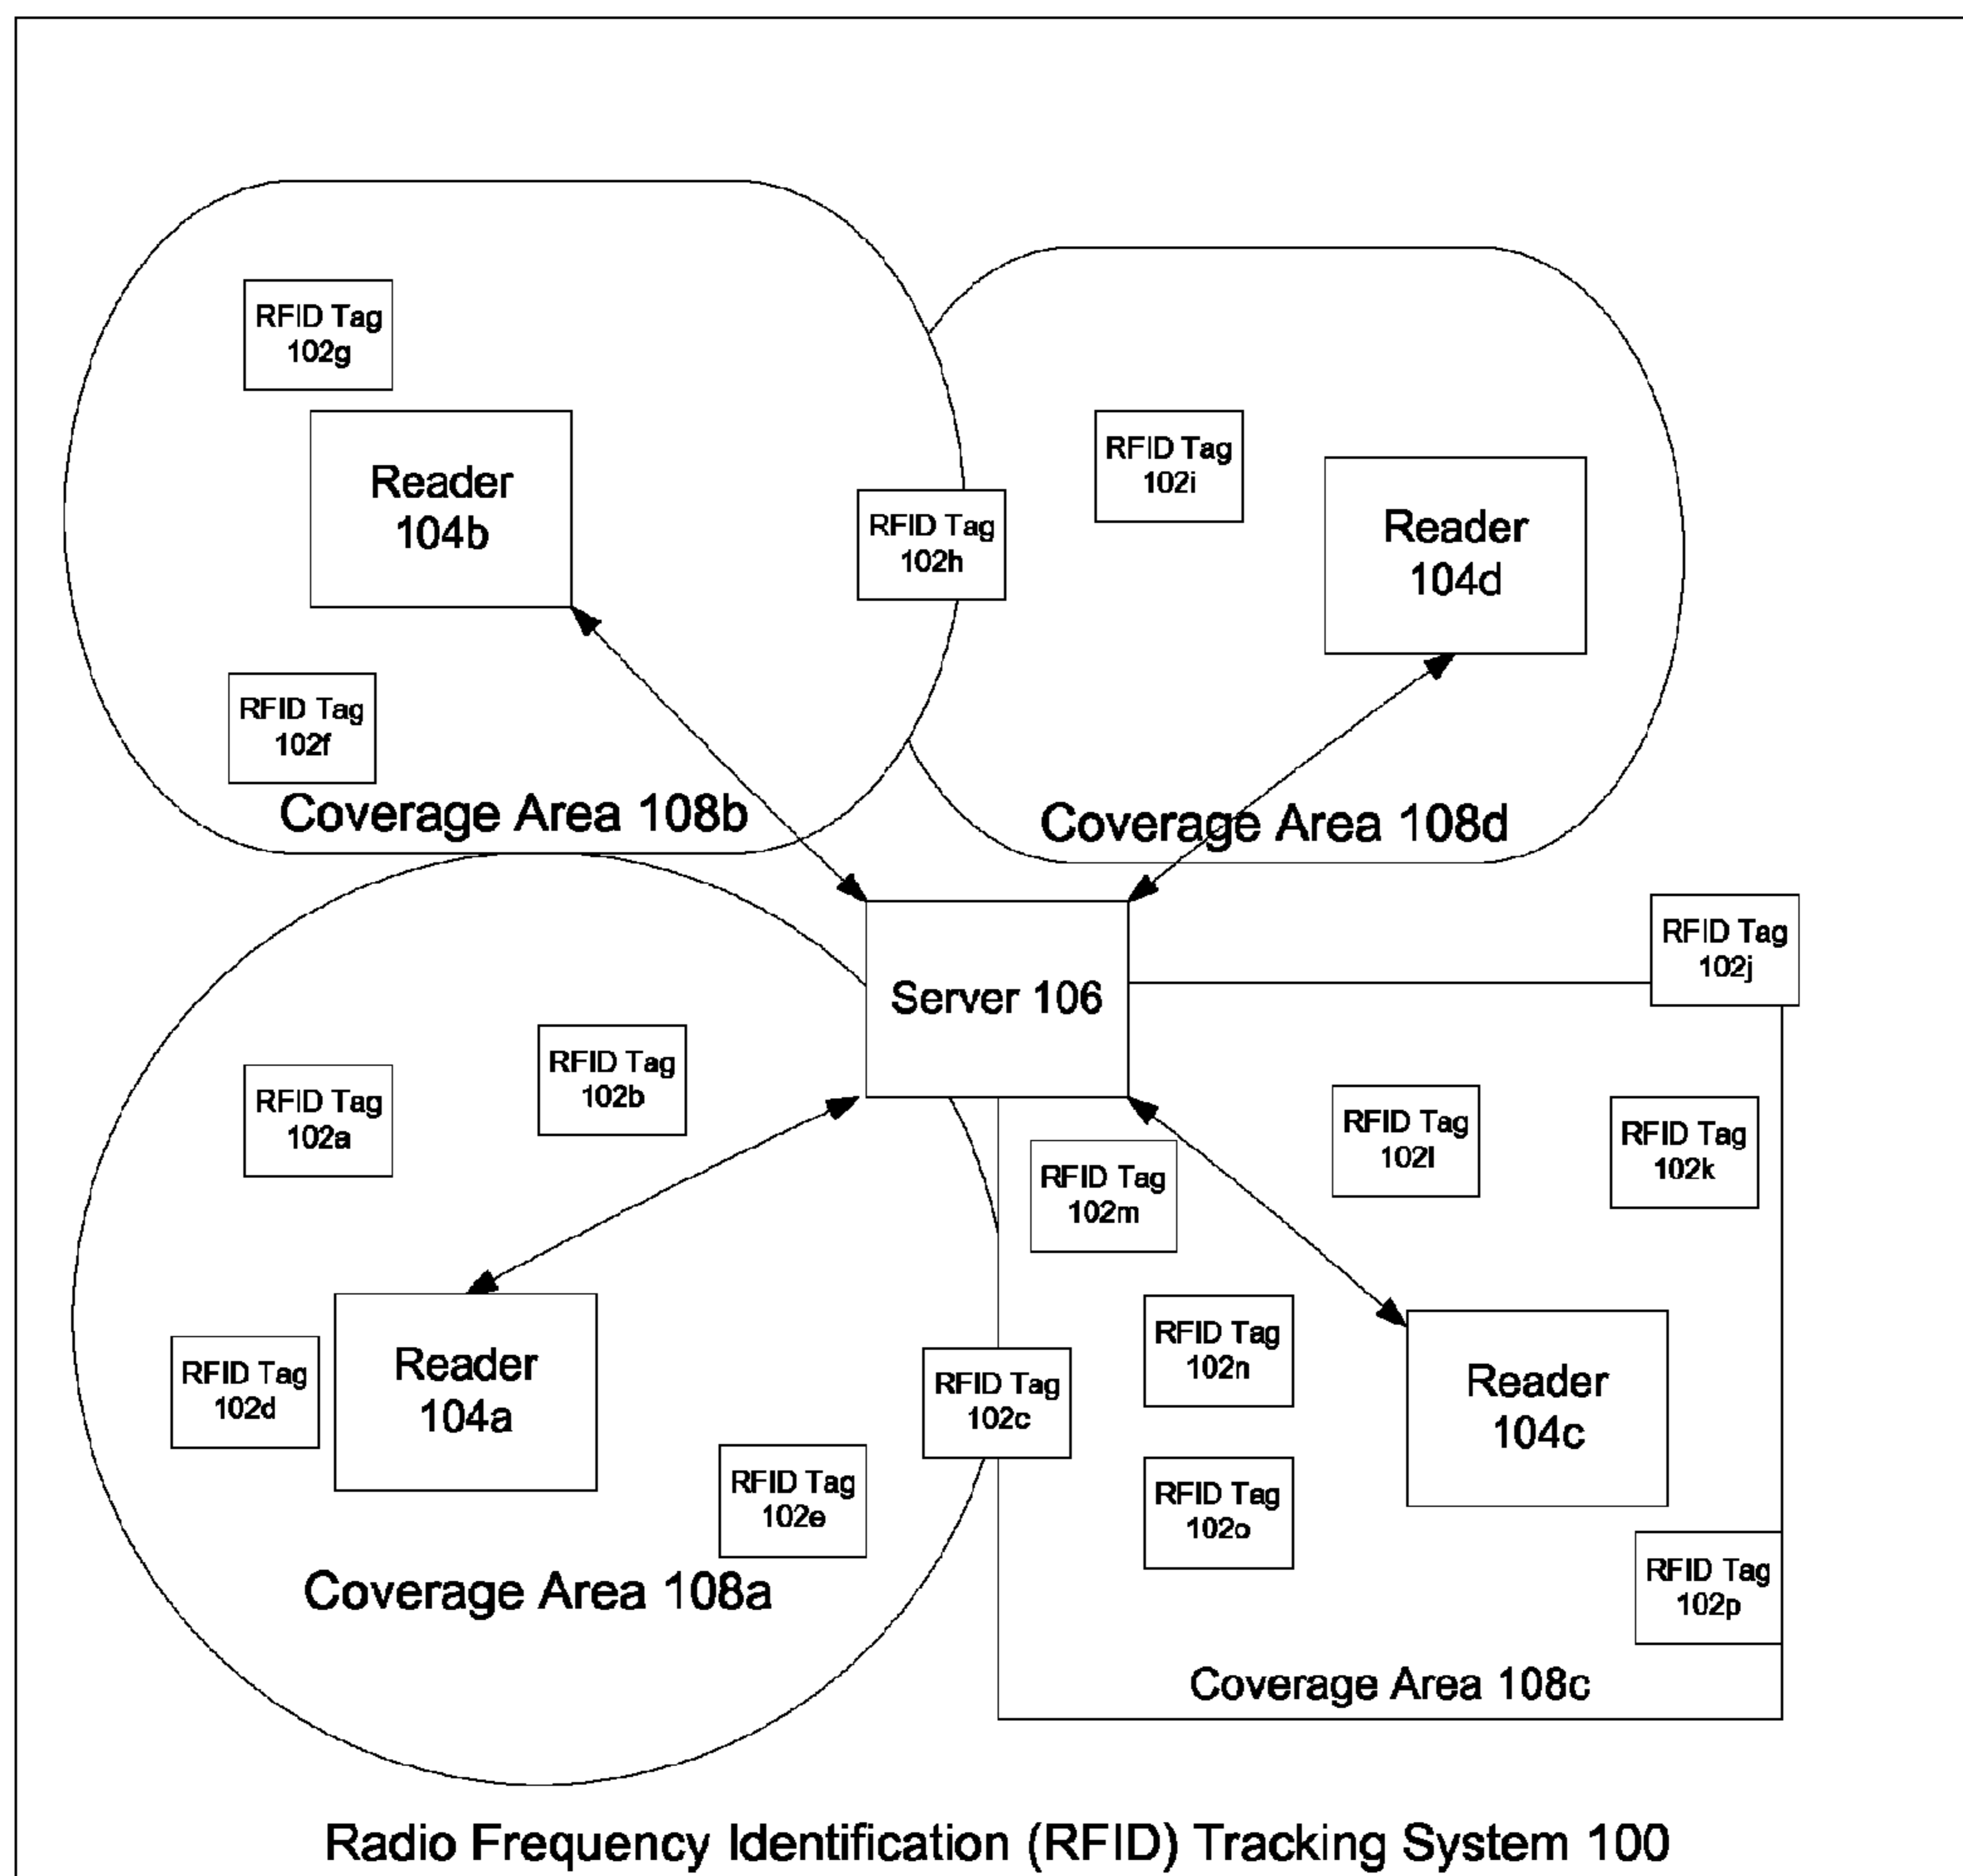 RFID Tag
102g
Reader
104b
RFID Tag
102h
RFID Tag
102i
Reader
104d
RFID Tag
102f
Coverage Area 108b
Coverage Area 108d
Server 106
RFID Tag
102j
RFID Tag
102a
RFID Tag
102b
RFID Tag
102m
RFID Tag
102l
RFID Tag
102k
RFID Tag
102d
Reader
104a
RFID Tag
102c
RFID Tag
102n
Reader
104c
RFID Tag
102e
RFID Tag
102o
RFID Tag
102p
Coverage Area 108a
Coverage Area 108c
Radio Frequency Identification (RFID) Tracking System 100